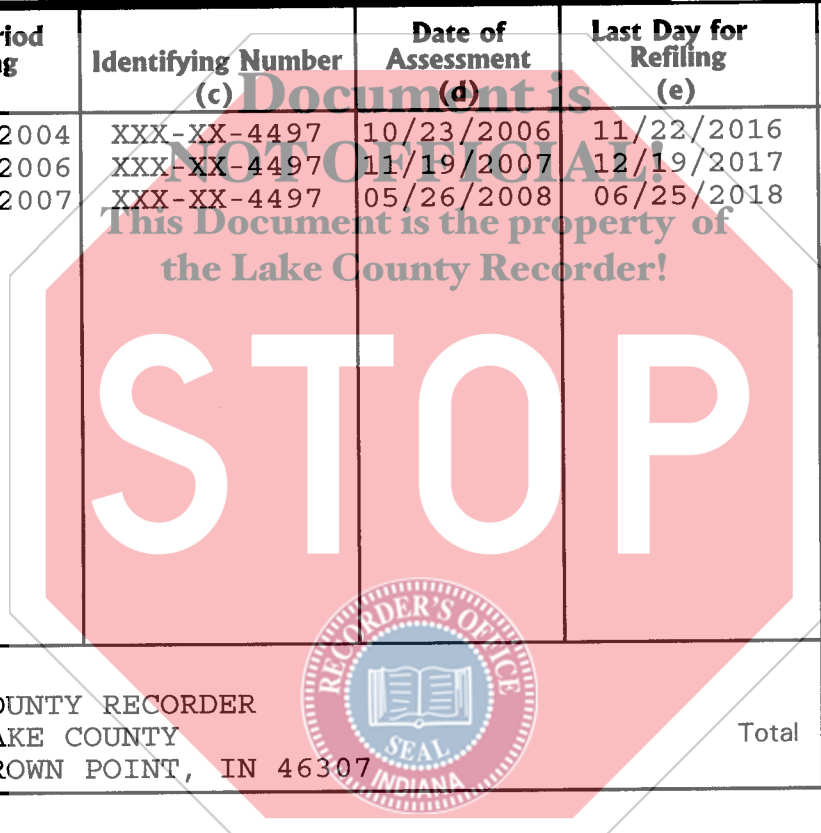 riod
g
Identifying Number
(c)
Date of
Assessment
(d)
Last Day for
Refiling
(e)
2004 XXX-XX-4497 10/23/2006 11/22/2016
2006 XXX-XX-4497 11/19/2007 12/19/2017
2007 XXX-XX-4497 05/26/2008 06/25/2018
Document is
NOT OFFICIAL!
This Document is the property of
the Lake County Recorder!
STOP
RECORDER'S OFFICE
SEAL
INDIANA
OUNTY RECORDER
AKE COUNTY
ROWN POINT, IN 46307
Total